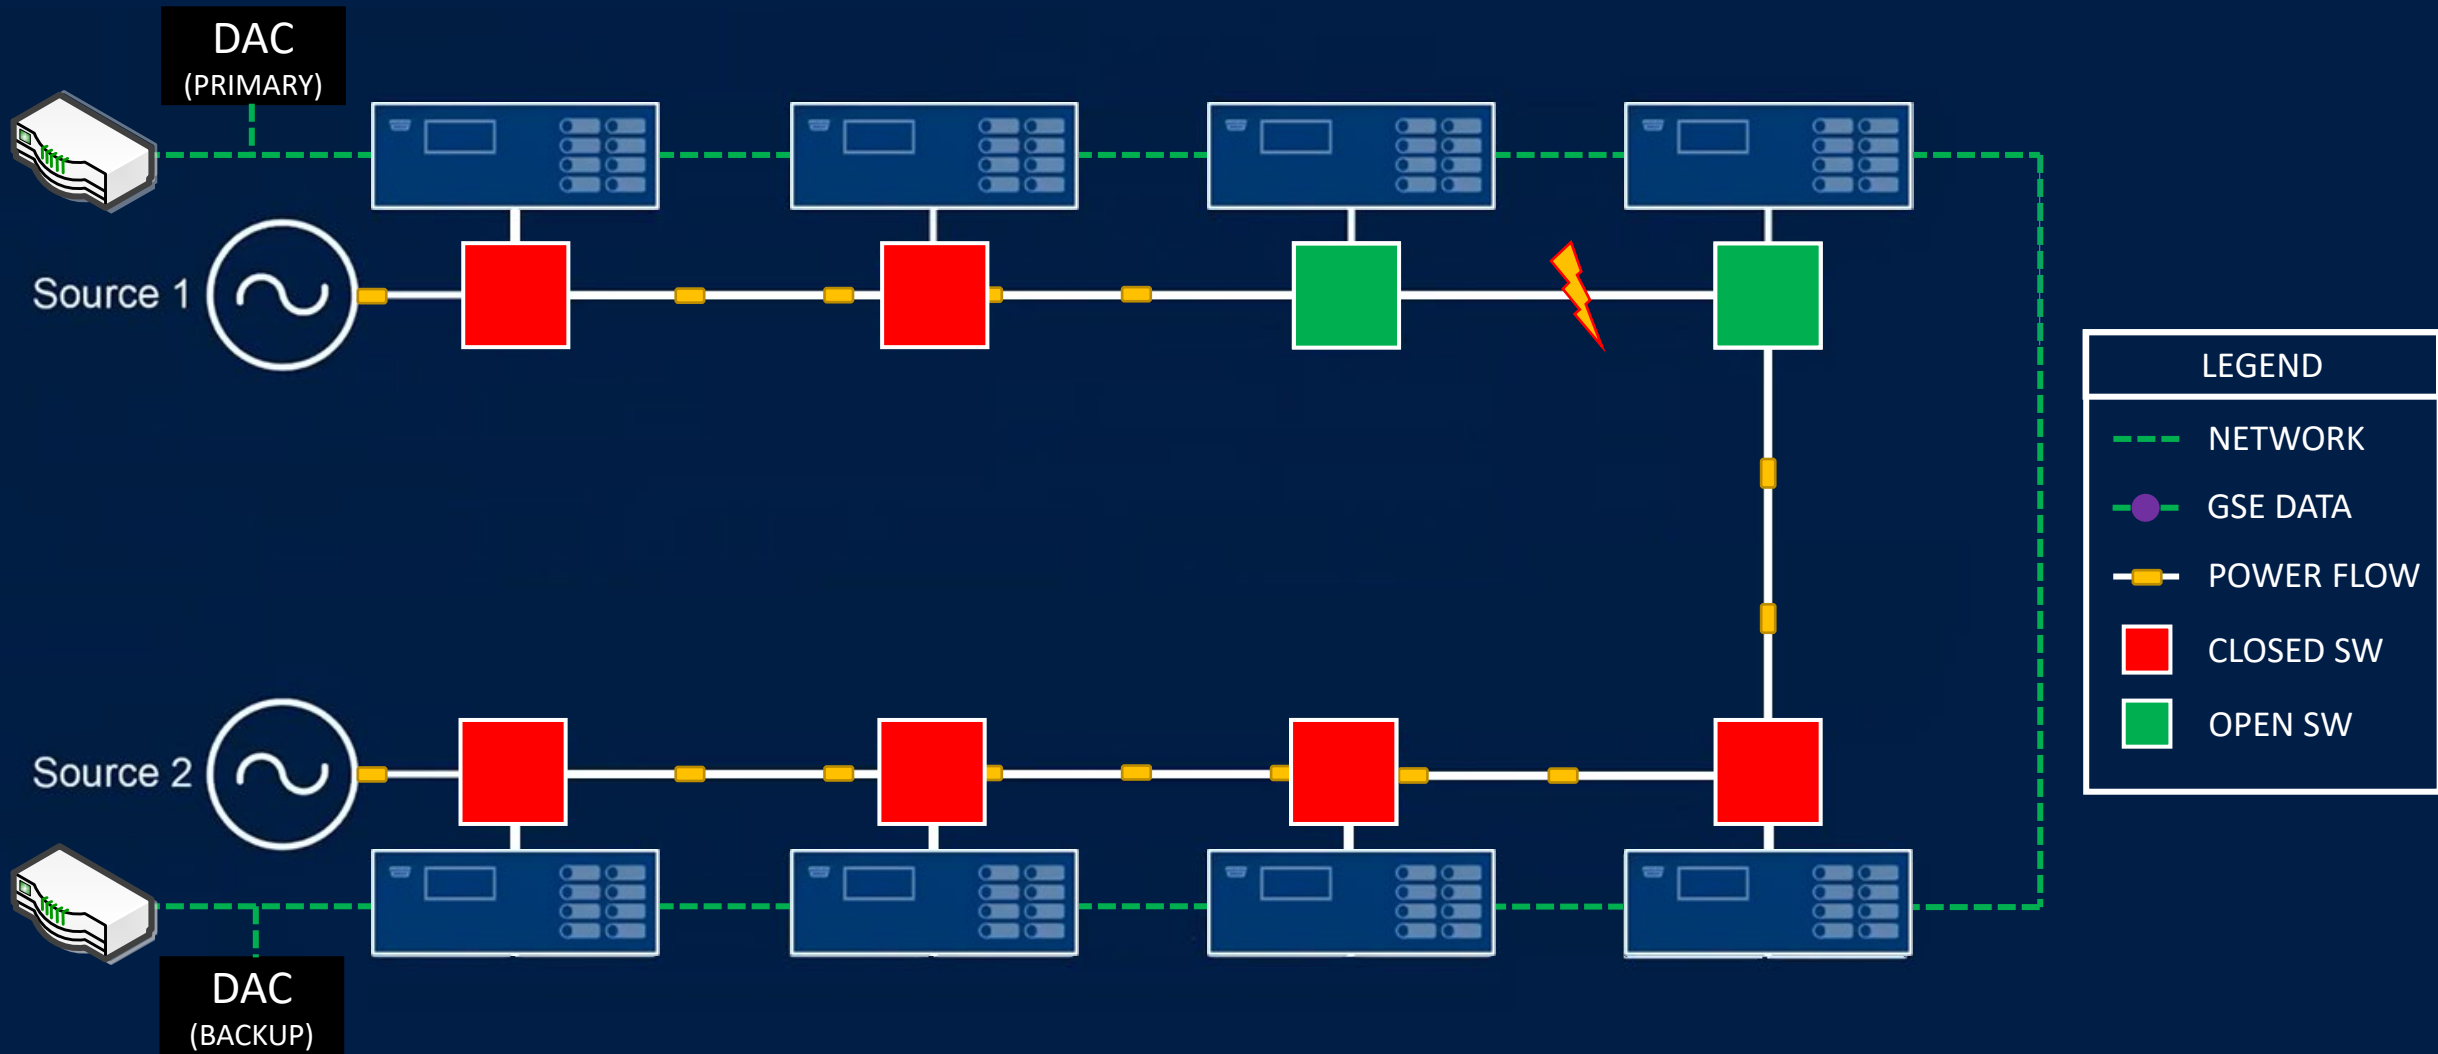 DAC
(PRIMARY)
Source 1
LEGEND
NETWORK
GSE DATA
POWER FLOW
CLOSED SW
OPEN SW
Source 2
DAC
(BACKUP)